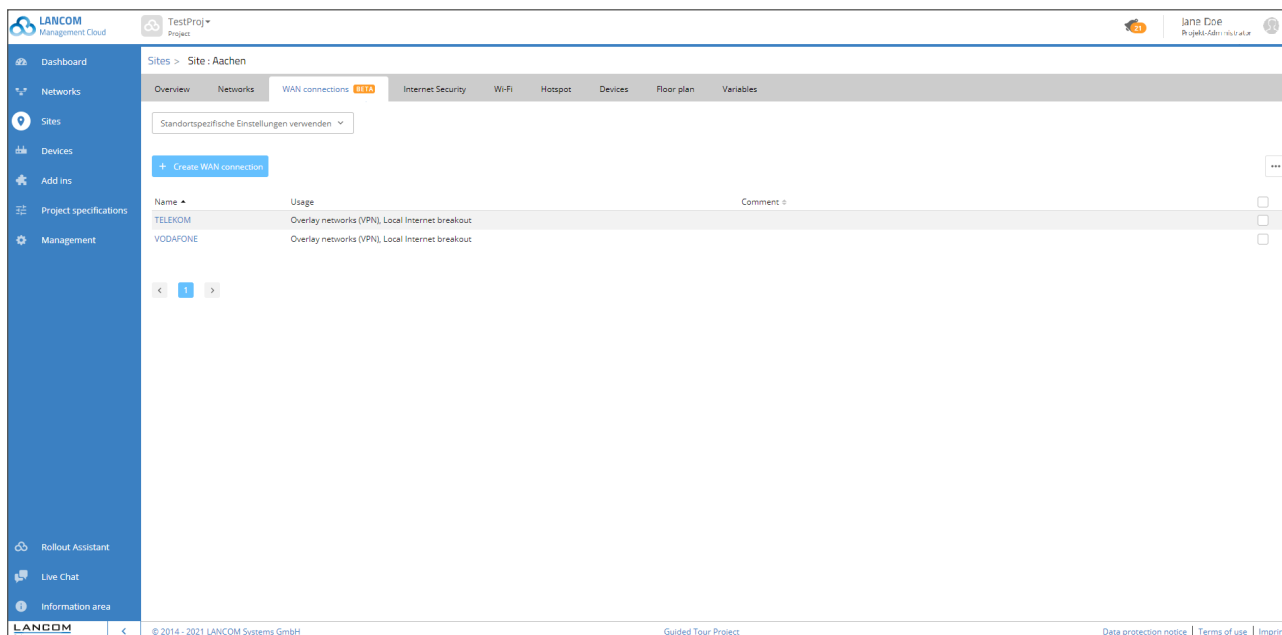 LANCOM
Management Cloud
TestProj
Project
21
Jane Doe
Projekt-Administrator
Dashboard
Networks
Sites
Devices
Add Ins
Project specifications
Management
Rollout Assistant
Live Chat
Information area
LANCOM
<
Sites > Site : Aachen
Overview Networks WAN connections BETA Internet Security Wi-Fi Hotspot Devices Floor plan Variables
Standortspezifische Einstellungen verwenden
+ Create WAN connection
...
Name Usage Comment
TELEKOM Overlay networks (VPN), Local Internet breakout
VODAFONE Overlay networks (VPN), Local Internet breakout
< 1 >
© 2014 - 2021 LANCOM Systems GmbH Guided Tour Project Data protection notice | Terms of use | Imprin